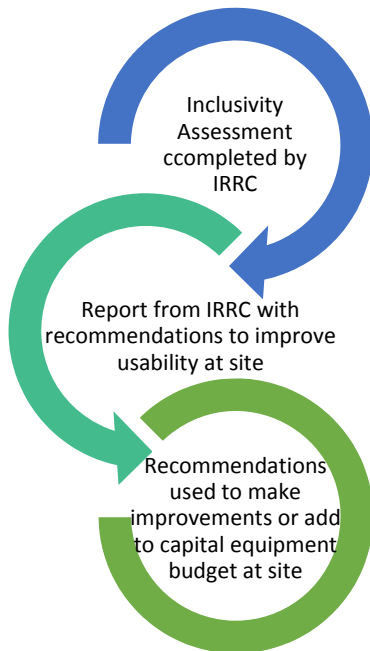 Inclusivity
Assessment
ccompleted by
IRRC
Report from IRRC with
recommendations to improve
usability at site
Recommendations
used to make
improvements or add
to capital equipment
budget at site